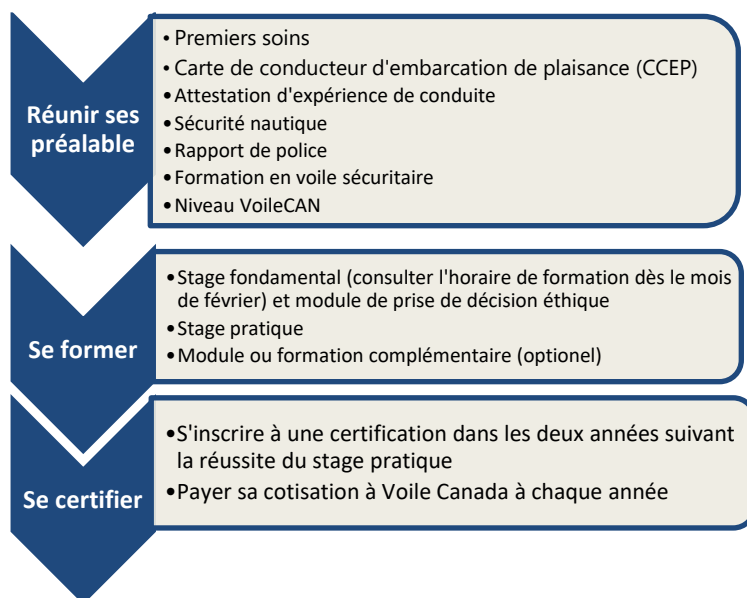 Réunir ses
préalable
• Premiers soins
• Carte de conducteur d'embarcation de plaisance (CCEP)
•Attestation d'expérience de conduite
•Sécurité nautique
•Rapport de police
•Formation en voile sécuritaire
•Niveau VoileCAN
Se former
•Stage fondamental (consulter l'horaire de formation dès le mois
de février) et module de prise de décision éthique
•Stage pratique
•Module ou formation complémentaire (optionel)
Se certifier
•S'inscrire à une certification dans les deux années suivant
la réussite du stage pratique
•Payer sa cotisation à Voile Canada à chaque année